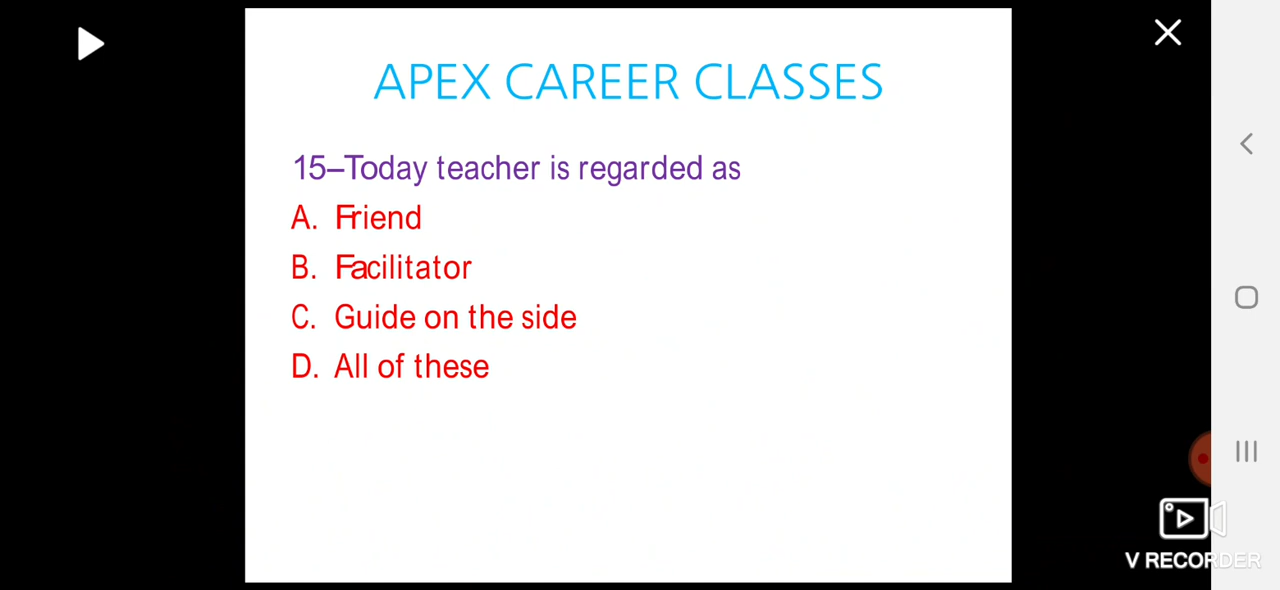 APEX CAREER CLASSES
15–Today teacher is regarded as
A. Friend
B. Facilitator
C. Guide on the side
D. All of these
V RECORDER